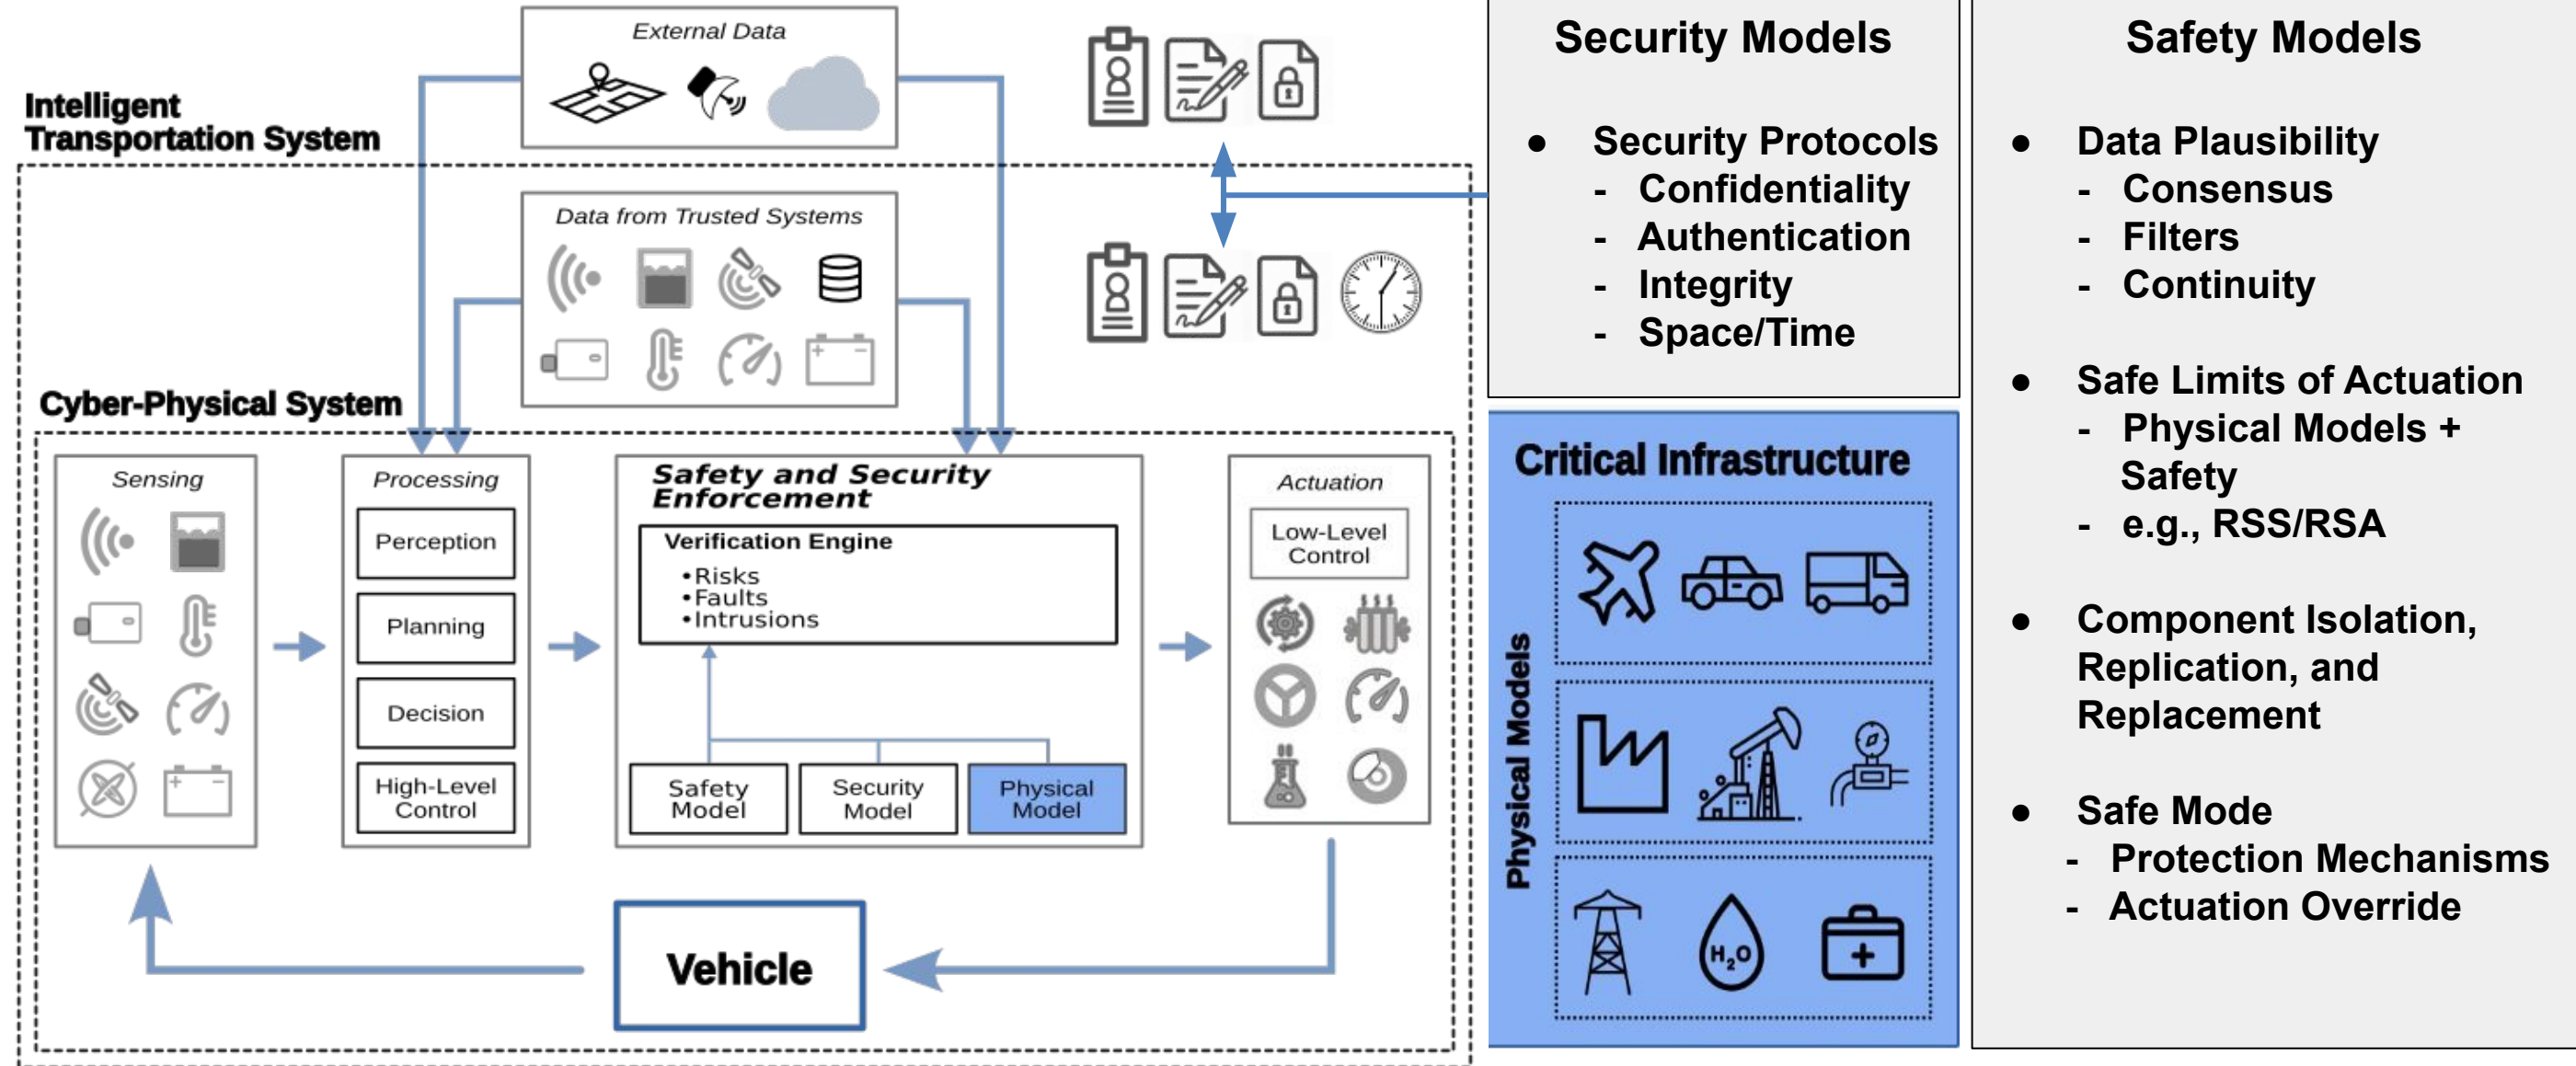 External Data
Intelligent
Transportation System
Data from Trusted Systems
Cyber-Physical System
Sensing
Processing
Perception
Planning
Decision
High-Level
Control
Safety and Security
Enforcement
Verification Engine
•Risks
•Faults
•Intrusions
Safety
Model
Security
Model
Physical
Model
Actuation
Low-Level
Control
Vehicle
Security Models
● Security Protocols
- Confidentiality
- Authentication
- Integrity
- Space/Time
Critical Infrastructure
Physical Models
H₂O
Safety Models
● Data Plausibility
- Consensus
- Filters
- Continuity
● Safe Limits of Actuation
- Physical Models +
Safety
- e.g., RSS/RSA
● Component Isolation,
Replication, and
Replacement
● Safe Mode
- Protection Mechanisms
- Actuation Override